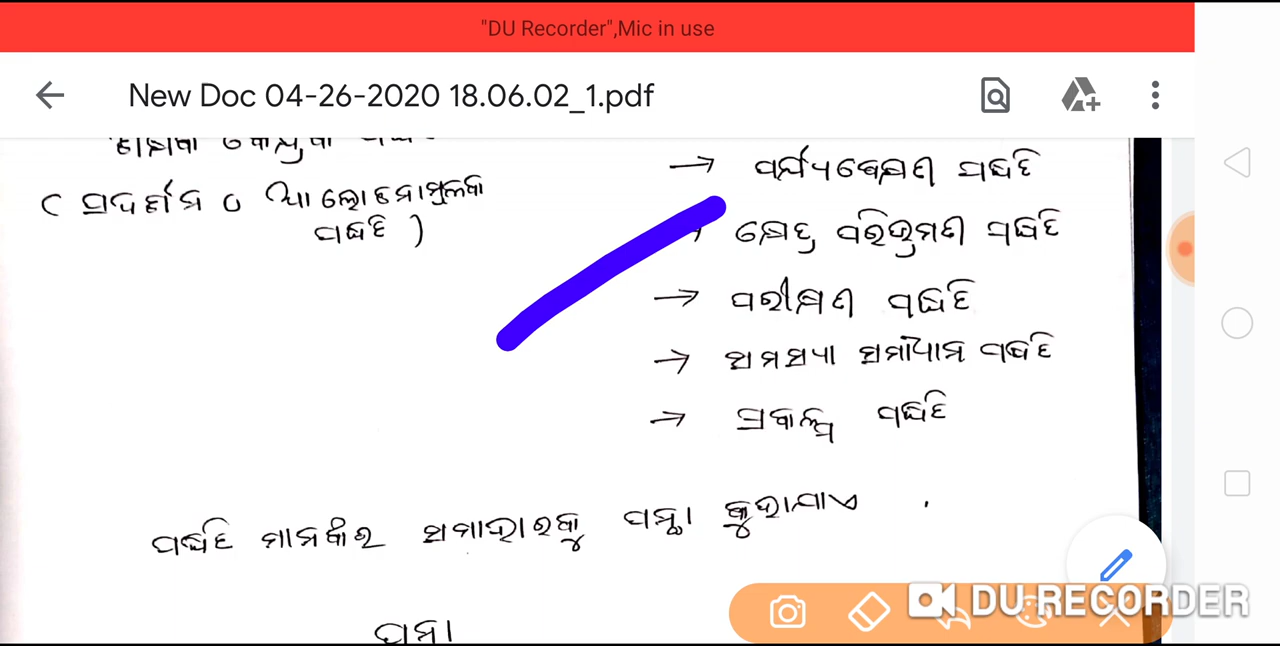 "DU Recorder",Mic in use
New Doc 04-26-2020 18.06.02_1.pdf
( ପ୍ରଦର୍ଶନ ଓ ଆଲୋଚନାମୂଳକ
ପଦ୍ଧତି )
→ ପର୍ଯ୍ୟବେକ୍ଷଣ ପଦ୍ଧତି
କ୍ଷେତ୍ର ପରିଭ୍ରମଣ ପଦ୍ଧତି
→ ପରୀକ୍ଷଣ ପଦ୍ଧତି
→ ସମସ୍ୟା ସମାଧାନ ପଦ୍ଧତି
→ ପ୍ରକଳ୍ପ ପଦ୍ଧତି
ପଦ୍ଧତି ମାନଙ୍କର ସମାହାରକୁ ପନ୍ଥା କୁହାଯାଏ .
DU RECORDER